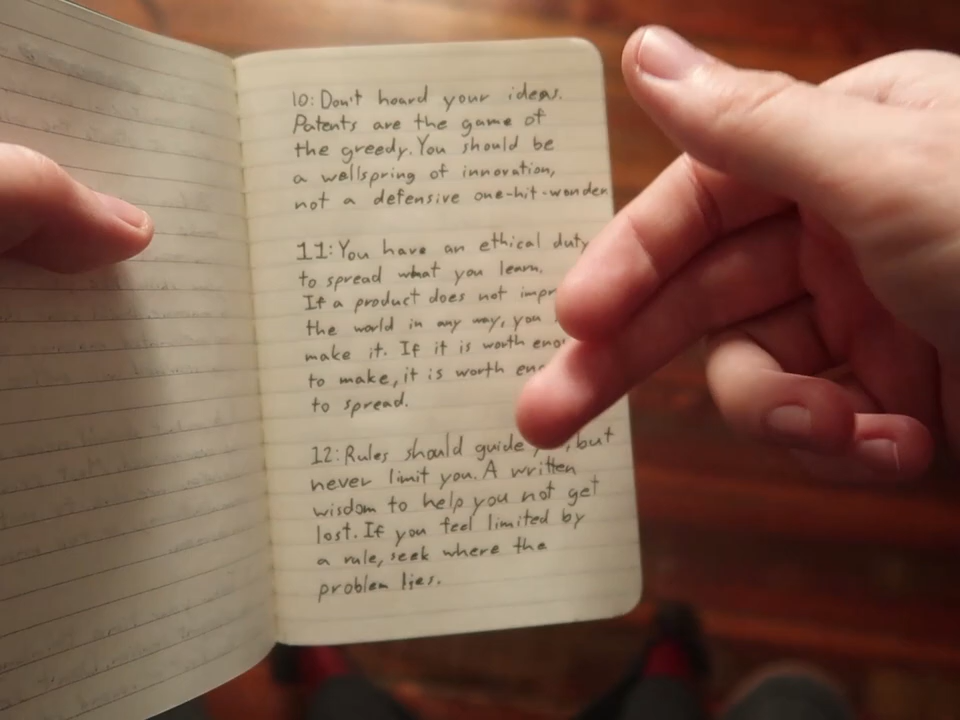 10: Don't hoard your ideas.
Patents are the game of
the greedy. You should be
a wellspring of innovation,
not a defensive one-hit-wonder.
11: You have an ethical duty
to spread what you learn.
If a product does not
the world in any way, you
make it. If it is worth
to make, it is worth
to spread.
12: Rules should guide but
never limit you. A written
wisdom to help you not get
lost. If you feel limited by
a rule, seek where the
problem lies.